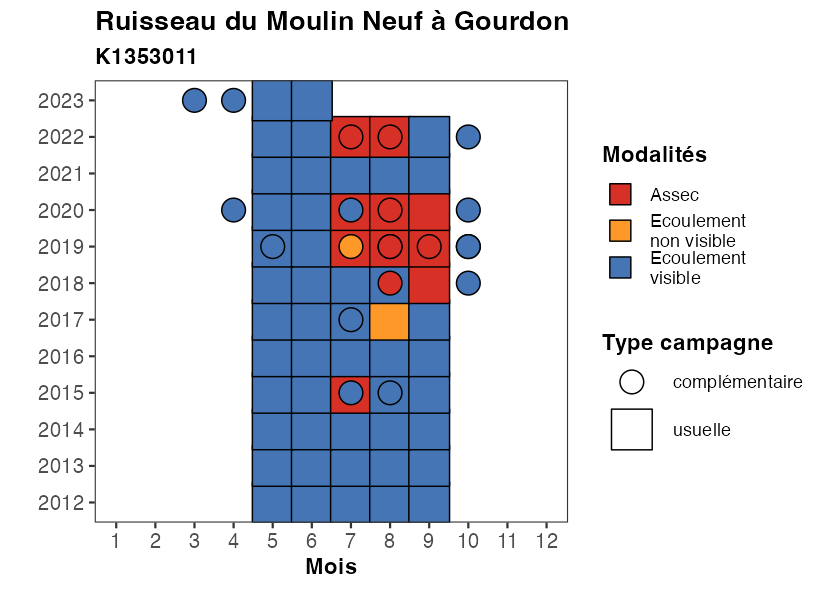 Ruisseau du Moulin Neuf à Gourdon
K1353011
2023
2022
2021
2020
2019
2018
2017
2016
2015
2014
2013
2012
1 2 3 4 5 6 7 8 9 10 11 12
Mois
Modalités
Assec
Ecoulement
non visible
Ecoulement
visible
Type campagne
complémentaire
usuelle